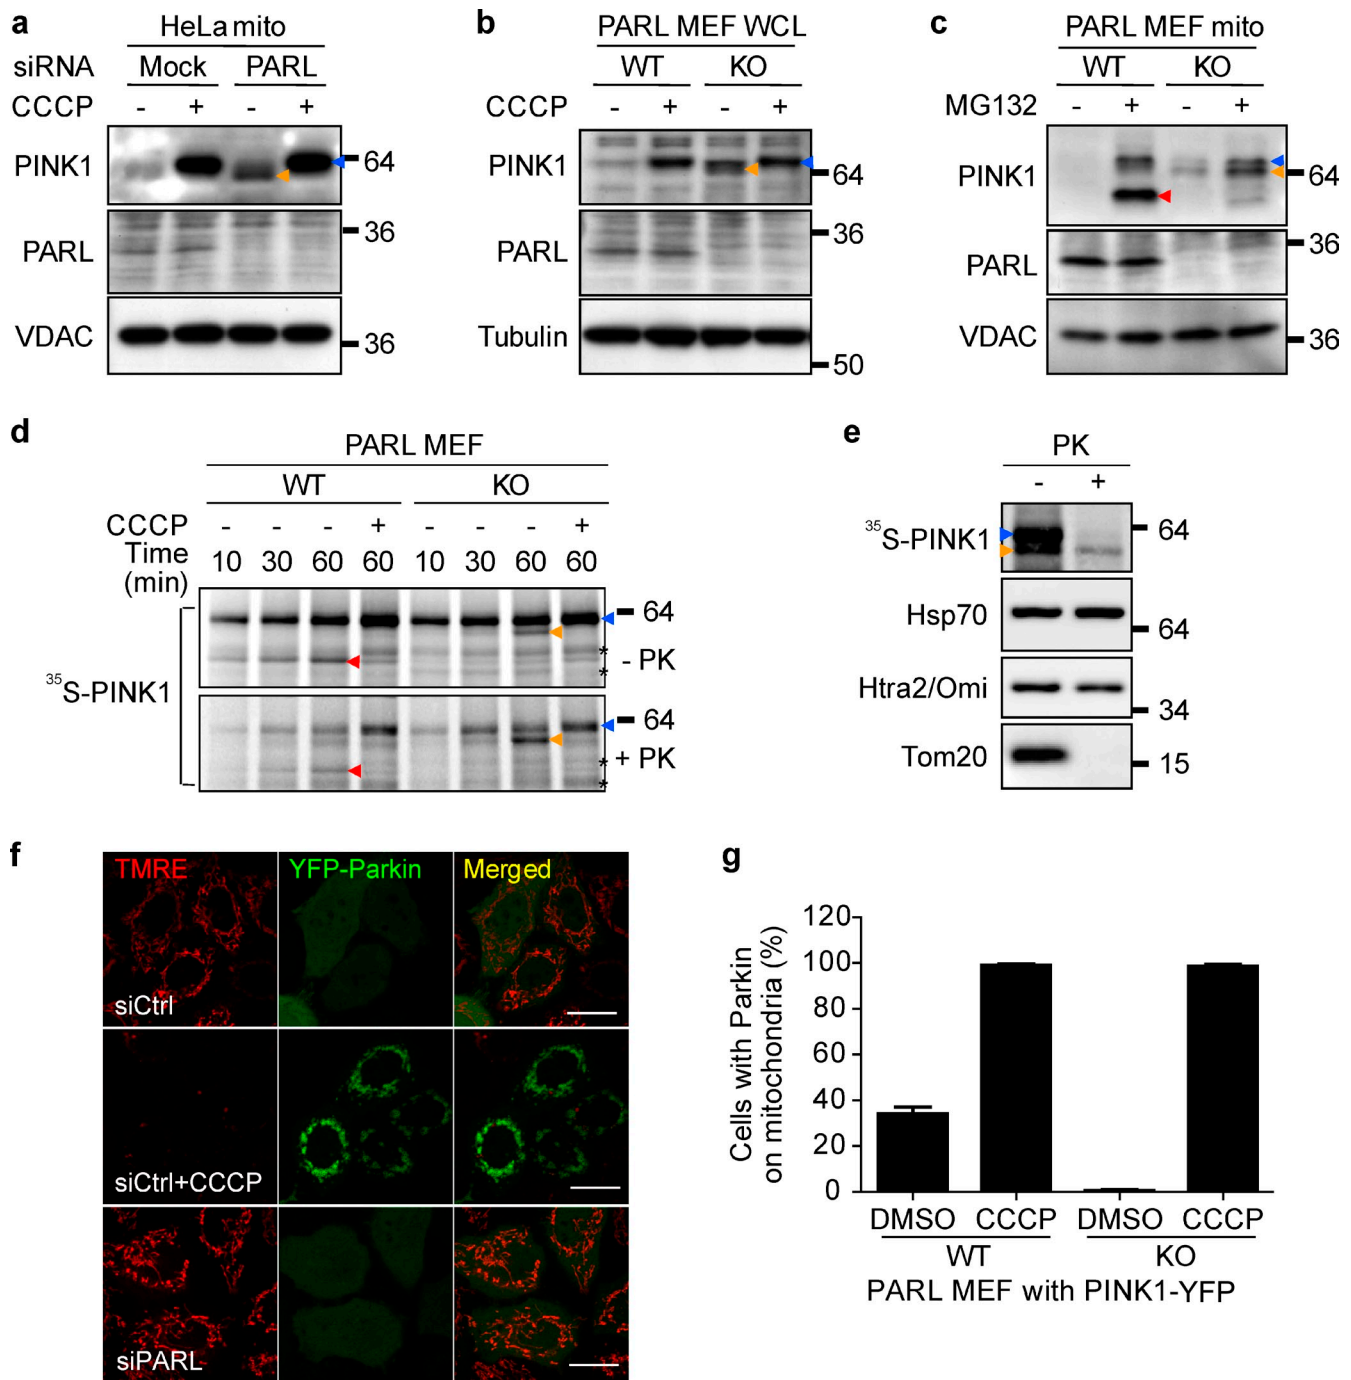 a
HeLa mito
siRNA Mock PARL
CCCP - + - +
PINK1 64
PARL 36
VDAC 36
b
PARL MEF WCL
WT KO
CCCP - + - +
PINK1 64
PARL 36
Tubulin 50
c
PARL MEF mito
WT KO
MG132 - + - +
PINK1 64
PARL 36
VDAC 36
d
PARL MEF
WT KO
CCCP - - - + - - - +
Time (min) 10 30 60 60 10 30 60 60
64
* - PK
*
35S-PINK1
64
* + PK
*
e
PK
- +
35S-PINK1 64
Hsp70 64
Htra2/Omi 34
Tom20 15
f
TMRE YFP-Parkin Merged
siCtrl
siCtrl+CCCP
siPARL
g
Cells with Parkin
on mitochondria (%)
120
100
80
60
40
20
0
DMSO CCCP DMSO CCCP
WT KO
PARL MEF with PINK1-YFP